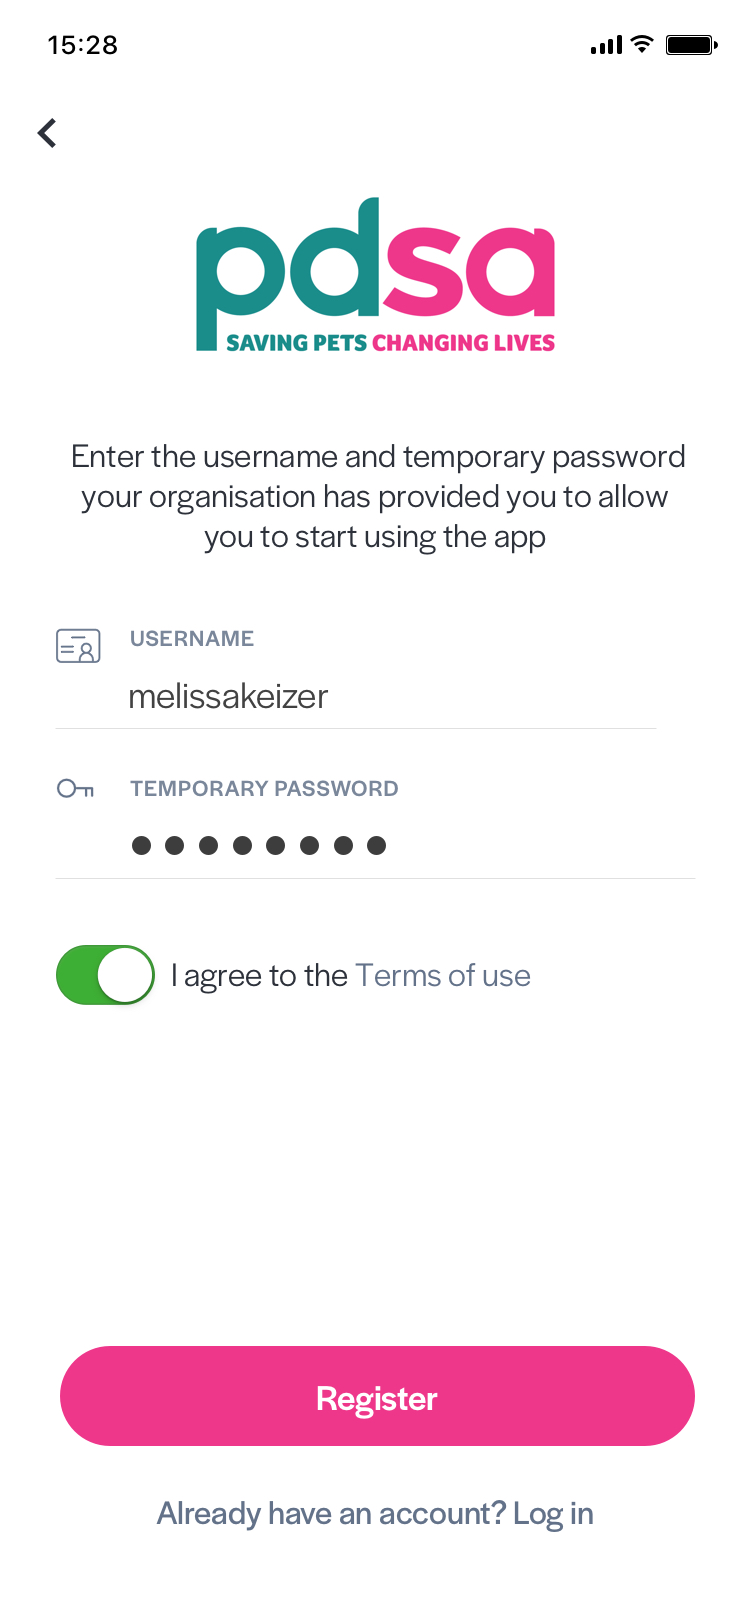 15:28
pdsa
SAVING PETS CHANGING LIVES
Enter the username and temporary password
your organisation has provided you to allow
you to start using the app
USERNAME
melissakeizer
TEMPORARY PASSWORD
I agree to the Terms of use
Register
Already have an account? Log in